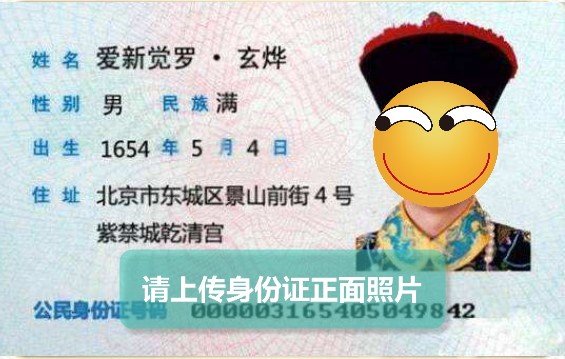 姓名 爱新觉罗·玄烨
性别 男 民族 满
出生 1654 年 5 月 4 日
住址 北京市东城区景山前街4号
紫禁城乾清宫
请上传身份证正面照片
公民身份证号码 000003165405049842